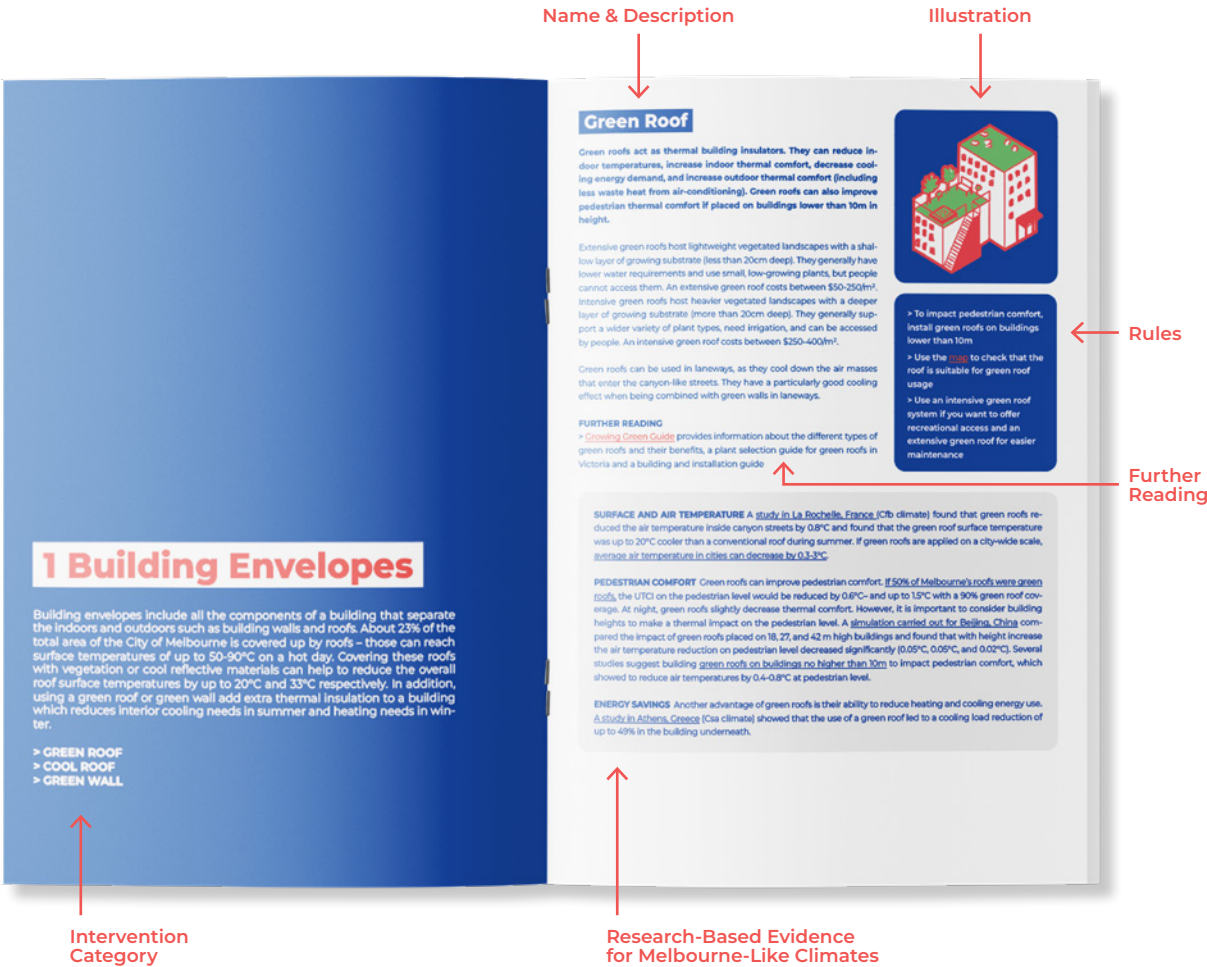 Name & Description
Illustration
Green Roof
Green roofs act as thermal building insulators. They can reduce in-
door temperatures, increase indoor thermal comfort, decrease cool-
ing energy demand, and increase outdoor thermal comfort (including
less waste heat from air-conditioning). Green roofs can also improve
pedestrian thermal comfort if placed on buildings lower than 10m in
height.
Extensive green roofs host lightweight vegetated landscapes with a shal-
low layer of growing substrate (less than 20cm deep). They generally have
lower water requirements and use small, low-growing plants, but people
cannot access them. An extensive green roof costs between $50-250/m².
Intensive green roofs host heavier vegetated landscapes with a deeper
layer of growing substrate (more than 20cm deep). They generally sup-
port a wider variety of plant types, need irrigation, and can be accessed
by people. An intensive green roof costs between $250-400/m².
Green roofs can be used in laneways, as they cool down the air masses
that enter the canyon-like streets. They have a particularly good cooling
effect when being combined with green walls in laneways.
FURTHER READING
> Growing Green Guide provides information about the different types of
green roofs and their benefits, a plant selection guide for green roofs in
Victoria and a building and installation guide
> To impact pedestrian comfort,
install green roofs on buildings
lower than 10m
> Use the map to check that the
roof is suitable for green roof
usage
> Use an intensive green roof
system if you want to offer
recreational access and an
extensive green roof for easier
maintenance
Rules
Further
Reading
SURFACE AND AIR TEMPERATURE A study in La Rochelle, France (Cfb climate) found that green roofs re-
duced the air temperature inside canyon streets by 0.8°C and found that the green roof surface temperature
was up to 20°C cooler than a conventional roof during summer. If green roofs are applied on a city-wide scale,
average air temperature in cities can decrease by 0.3-3°C.
PEDESTRIAN COMFORT Green roofs can improve pedestrian comfort. If 50% of Melbourne's roofs were green
roofs, the UTCI on the pedestrian level would be reduced by 0.6°C– and up to 1.5°C with a 90% green roof cov-
erage. At night, green roofs slightly decrease thermal comfort. However, it is important to consider building
heights to make a thermal impact on the pedestrian level. A simulation carried out for Beijing, China com-
pared the impact of green roofs placed on 18, 27, and 42 m high buildings and found that with height increase
the air temperature reduction on pedestrian level decreased significantly (0.05°C, 0.05°C, and 0.02°C). Several
studies suggest building green roofs on buildings no higher than 10m to impact pedestrian comfort, which
showed to reduce air temperatures by 0.4-0.8°C at pedestrian level.
ENERGY SAVINGS Another advantage of green roofs is their ability to reduce heating and cooling energy use.
A study in Athens, Greece (Csa climate) showed that the use of a green roof led to a cooling load reduction of
up to 49% in the building underneath.
1 Building Envelopes
Building envelopes include all the components of a building that separate
the indoors and outdoors such as building walls and roofs. About 23% of the
total area of the City of Melbourne is covered up by roofs – those can reach
surface temperatures of up to 50-90°C on a hot day. Covering these roofs
with vegetation or cool reflective materials can help to reduce the overall
roof surface temperatures by up to 20°C and 33°C respectively. In addition,
using a green roof or green wall add extra thermal insulation to a building
which reduces interior cooling needs in summer and heating needs in win-
ter.
> GREEN ROOF
> COOL ROOF
> GREEN WALL
Intervention
Category
Research-Based Evidence
for Melbourne-Like Climates